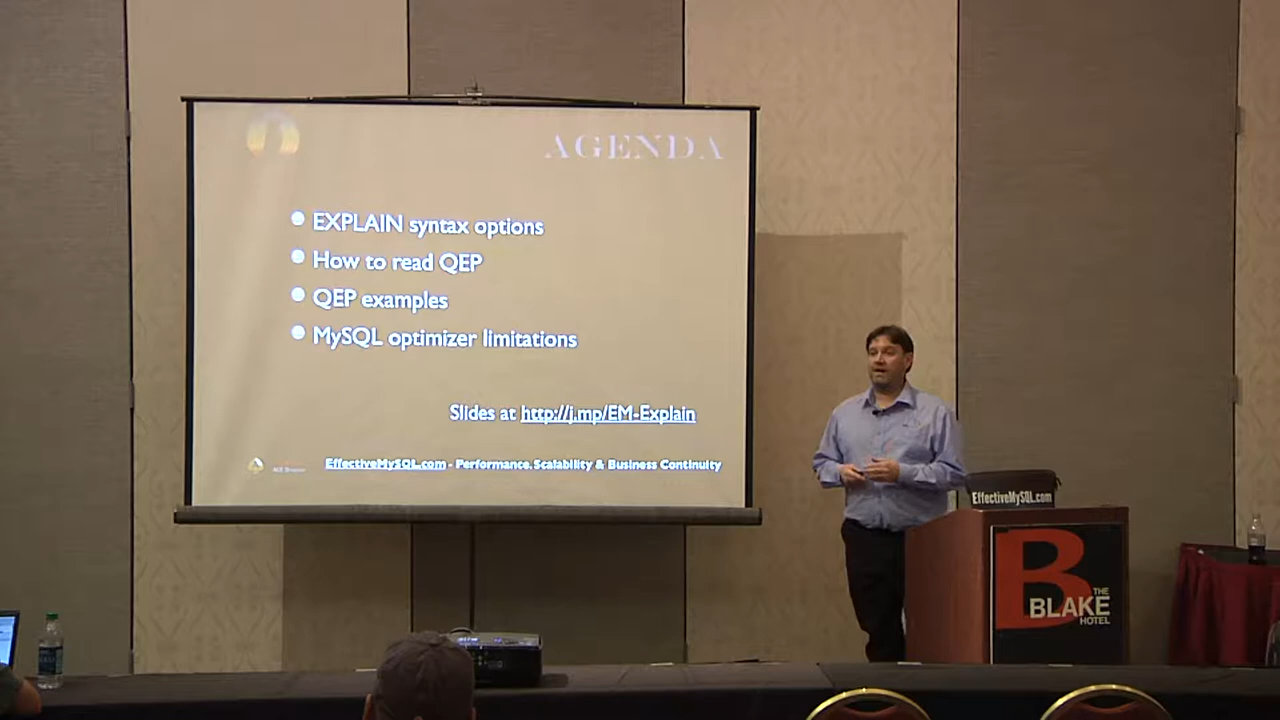 AGENDA
EXPLAIN syntax options
How to read QEP
QEP examples
MySQL optimizer limitations
Slides at http://j.mp/EM-Explain
EffectiveMySQL.com - Performance, Scalability & Business Continuity
EffectiveMySQL.com
B
THE
BLAKE
HOTEL